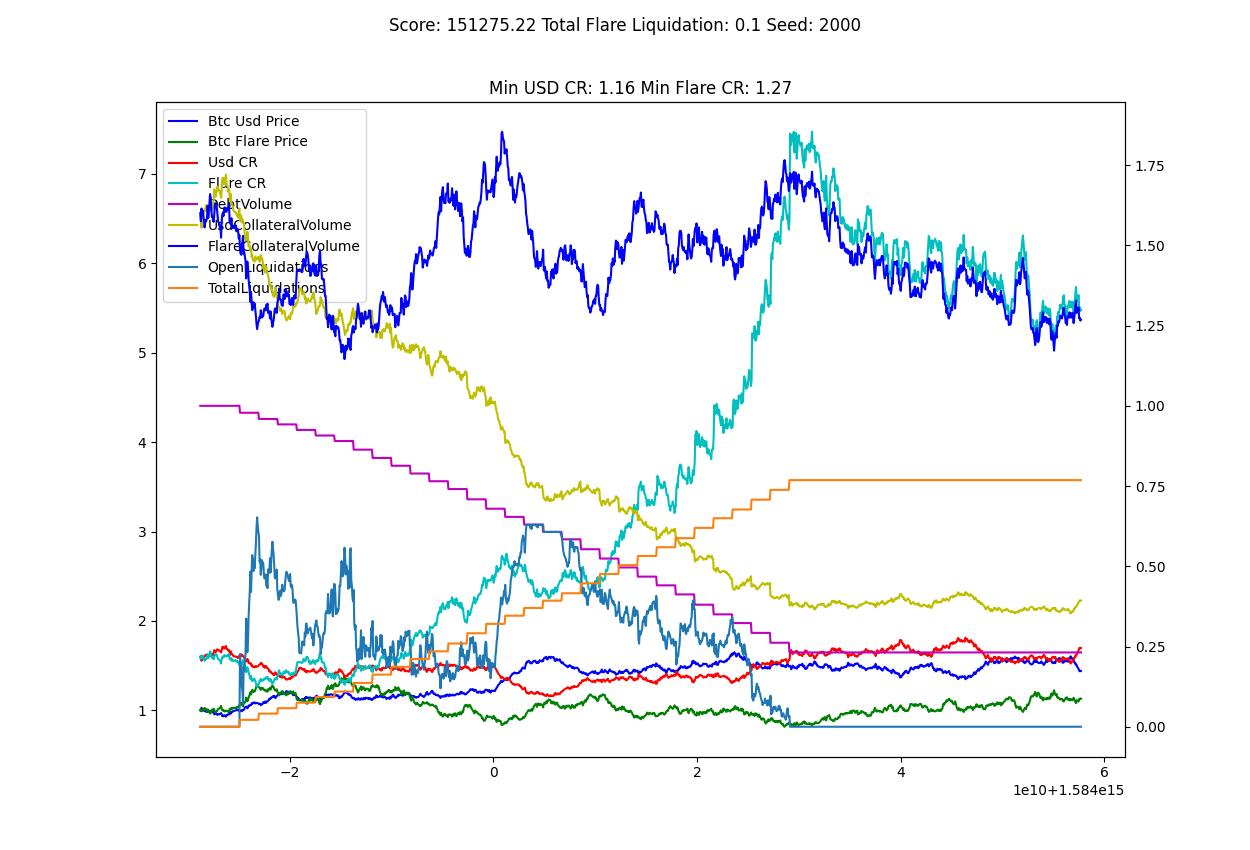 Score: 151275.22 Total Flare Liquidation: 0.1 Seed: 2000
Min USD CR: 1.16 Min Flare CR: 1.27
Btc Usd Price
Btc Flare Price
Usd CR
Flare CR
DebtVolume
UsdCollateralVolume
FlareCollateralVolume
OpenLiquidations
TotalLiquidations
7
6
5
4
3
2
1
1.75
1.50
1.25
1.00
0.75
0.50
0.25
0.00
−2
0
2
4
6
1e10+1.584e15